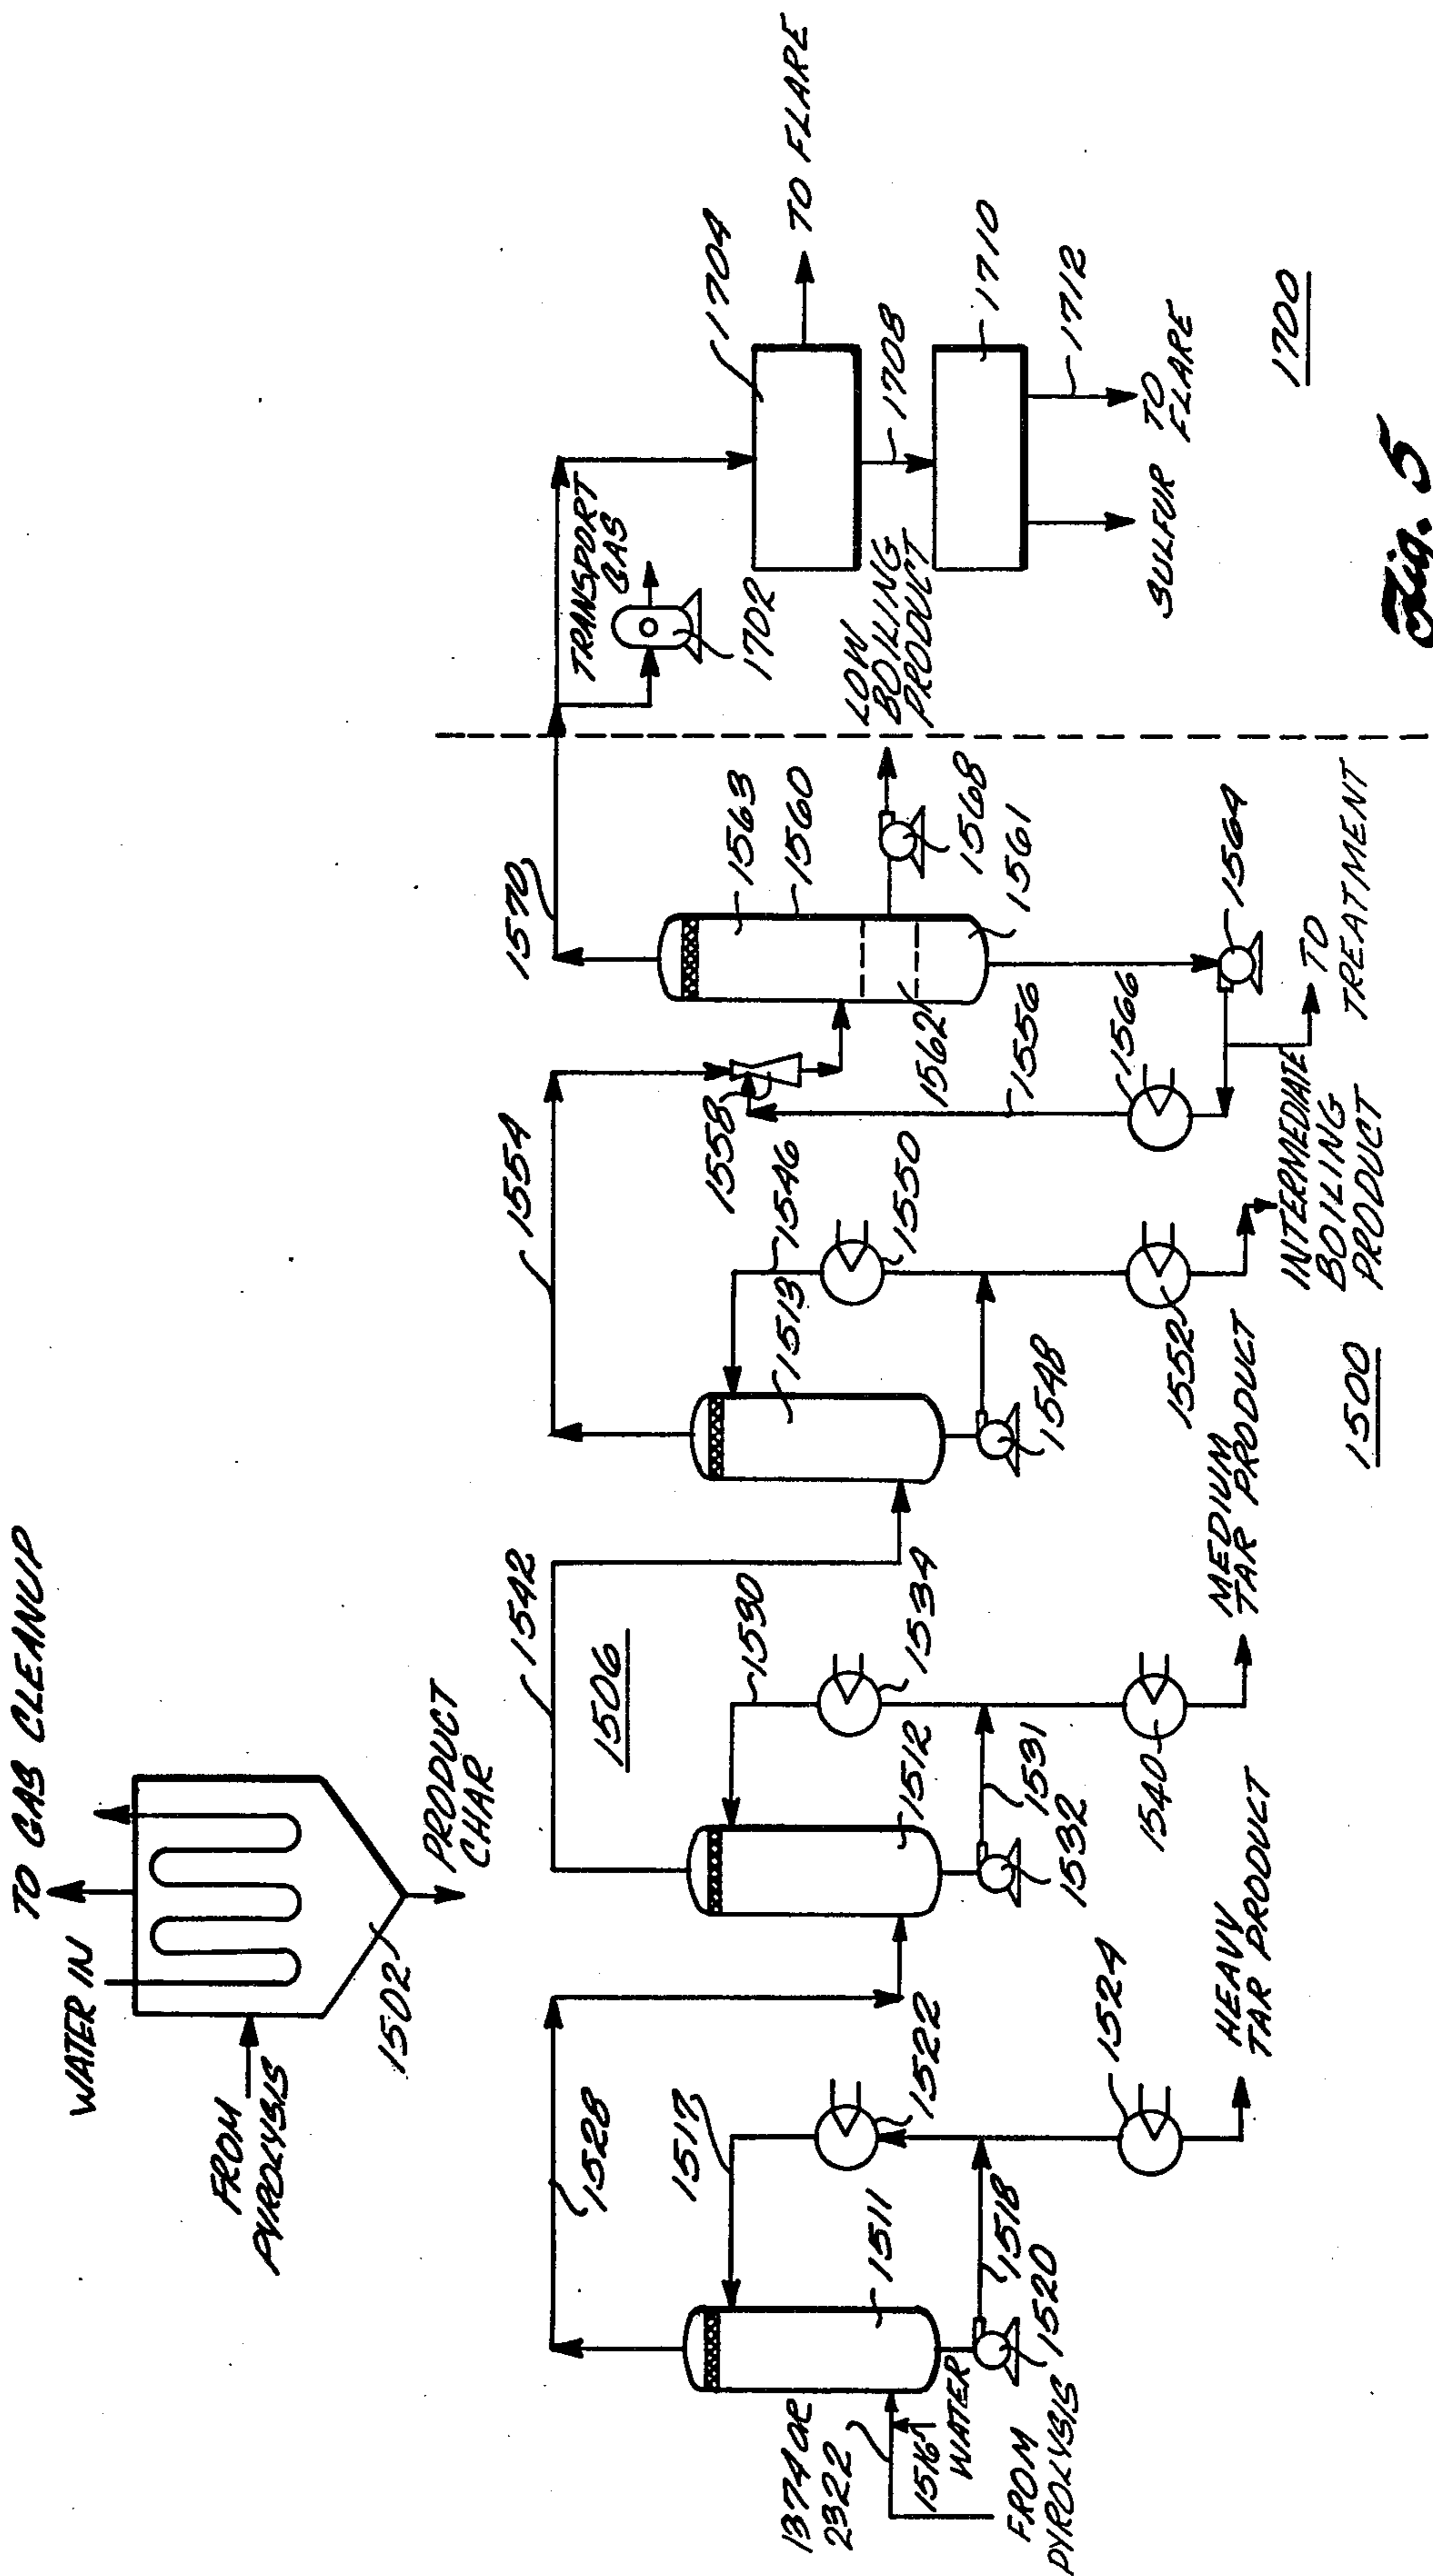 TO GAS CLEANUP
WATER IN
FROM
PYROLYSIS
1502
PRODUCT
CHAR
1542
1506
1528
1517
1511
1522
1518
1520
1524
1374 OR
2322
1516
WATER
FROM
PYROLYSIS
HEAVY
TAR PRODUCT
1530
1534
1512
1531
1532
1540
MEDIUM
TAR PRODUCT
1554
1546
1513
1550
1548
1552
INTERMEDIATE
BOILING
PRODUCT
1500
1570
1558
1563
1560
1562
1568
1561
1556
1566
1564
TO
TREATMENT
TRANSPORT
GAS
1702
LOW
BOILING
PRODUCT
1704
TO FLARE
1708
1710
1712
SULFUR
TO
FLARE
1700
Fig. 5